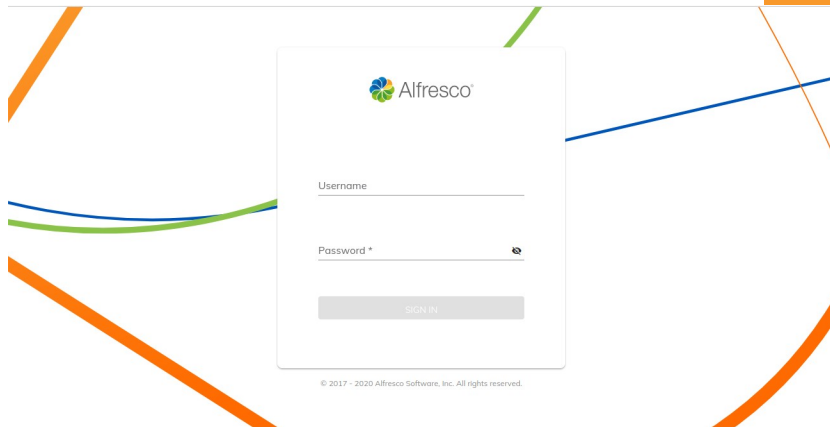 Alfresco®
Username
Password *
SIGN IN
© 2017 - 2020 Alfresco Software, Inc. All rights reserved.